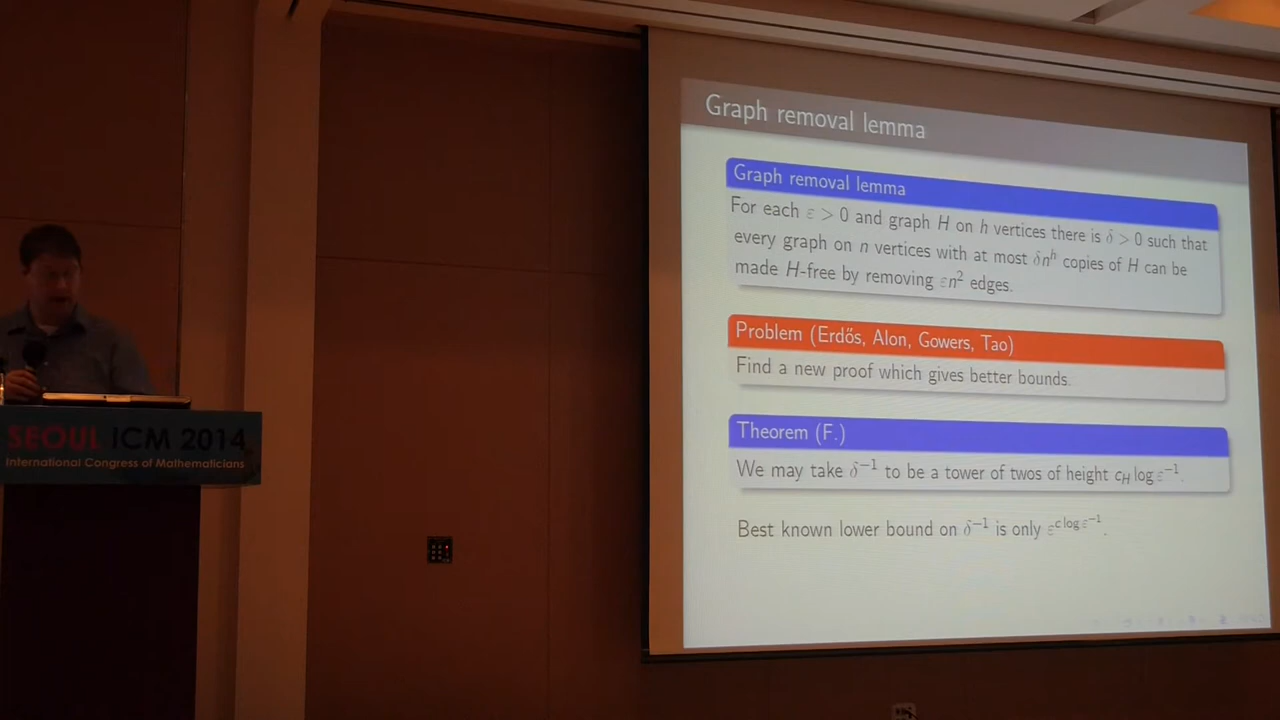 Graph removal lemma
Graph removal lemma
For each ε > 0 and graph H on h vertices there is δ > 0 such that
every graph on n vertices with at most δnʰ copies of H can be
made H-free by removing εn² edges.
Problem (Erdős, Alon, Gowers, Tao)
Find a new proof which gives better bounds.
Theorem (F.)
We may take δ⁻¹ to be a tower of twos of height c_H log ε⁻¹.
Best known lower bound on δ⁻¹ is only ε^{c log ε⁻¹}.
SEOUL ICM 2014
International Congress of Mathematicians